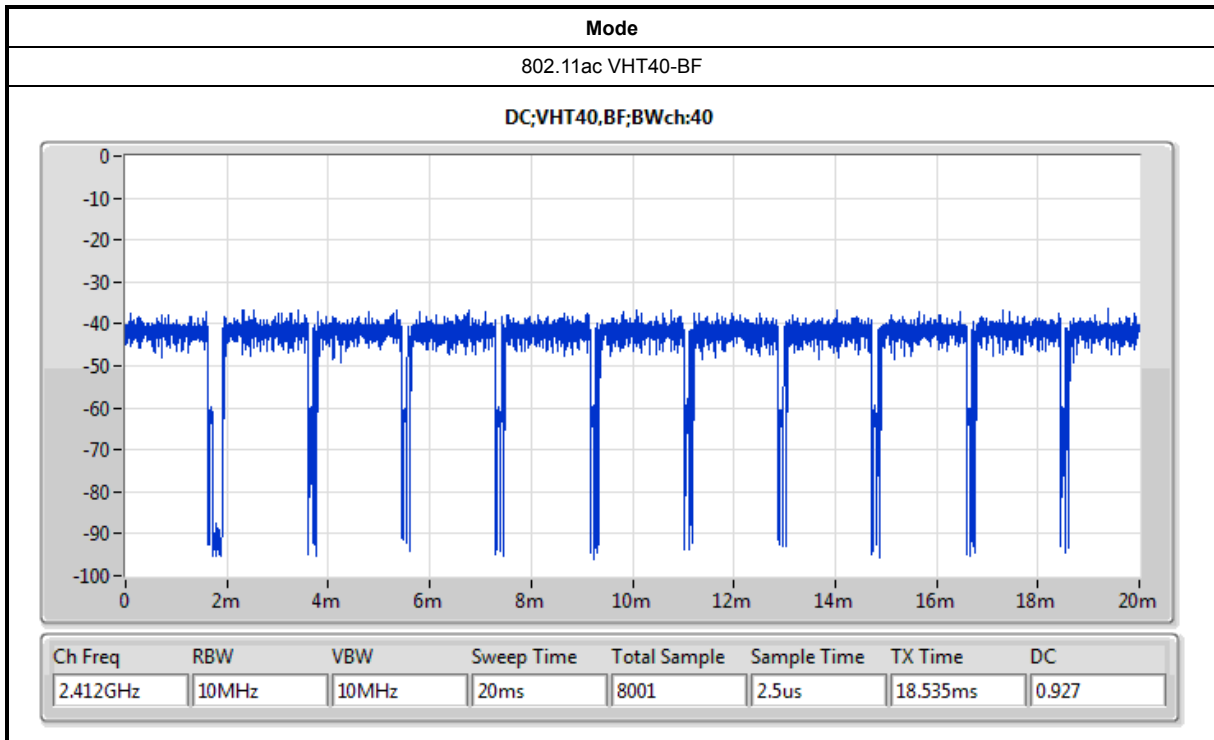 Mode
802.11ac VHT40-BF
DC;VHT40,BF;BWch:40
0
-10
-20
-30
-40
-50
-60
-70
-80
-90
-100
0 2m 4m 6m 8m 10m 12m 14m 16m 18m 20m
Ch Freq RBW VBW Sweep Time Total Sample Sample Time TX Time DC
2.412GHz 10MHz 10MHz 20ms 8001 2.5us 18.535ms 0.927